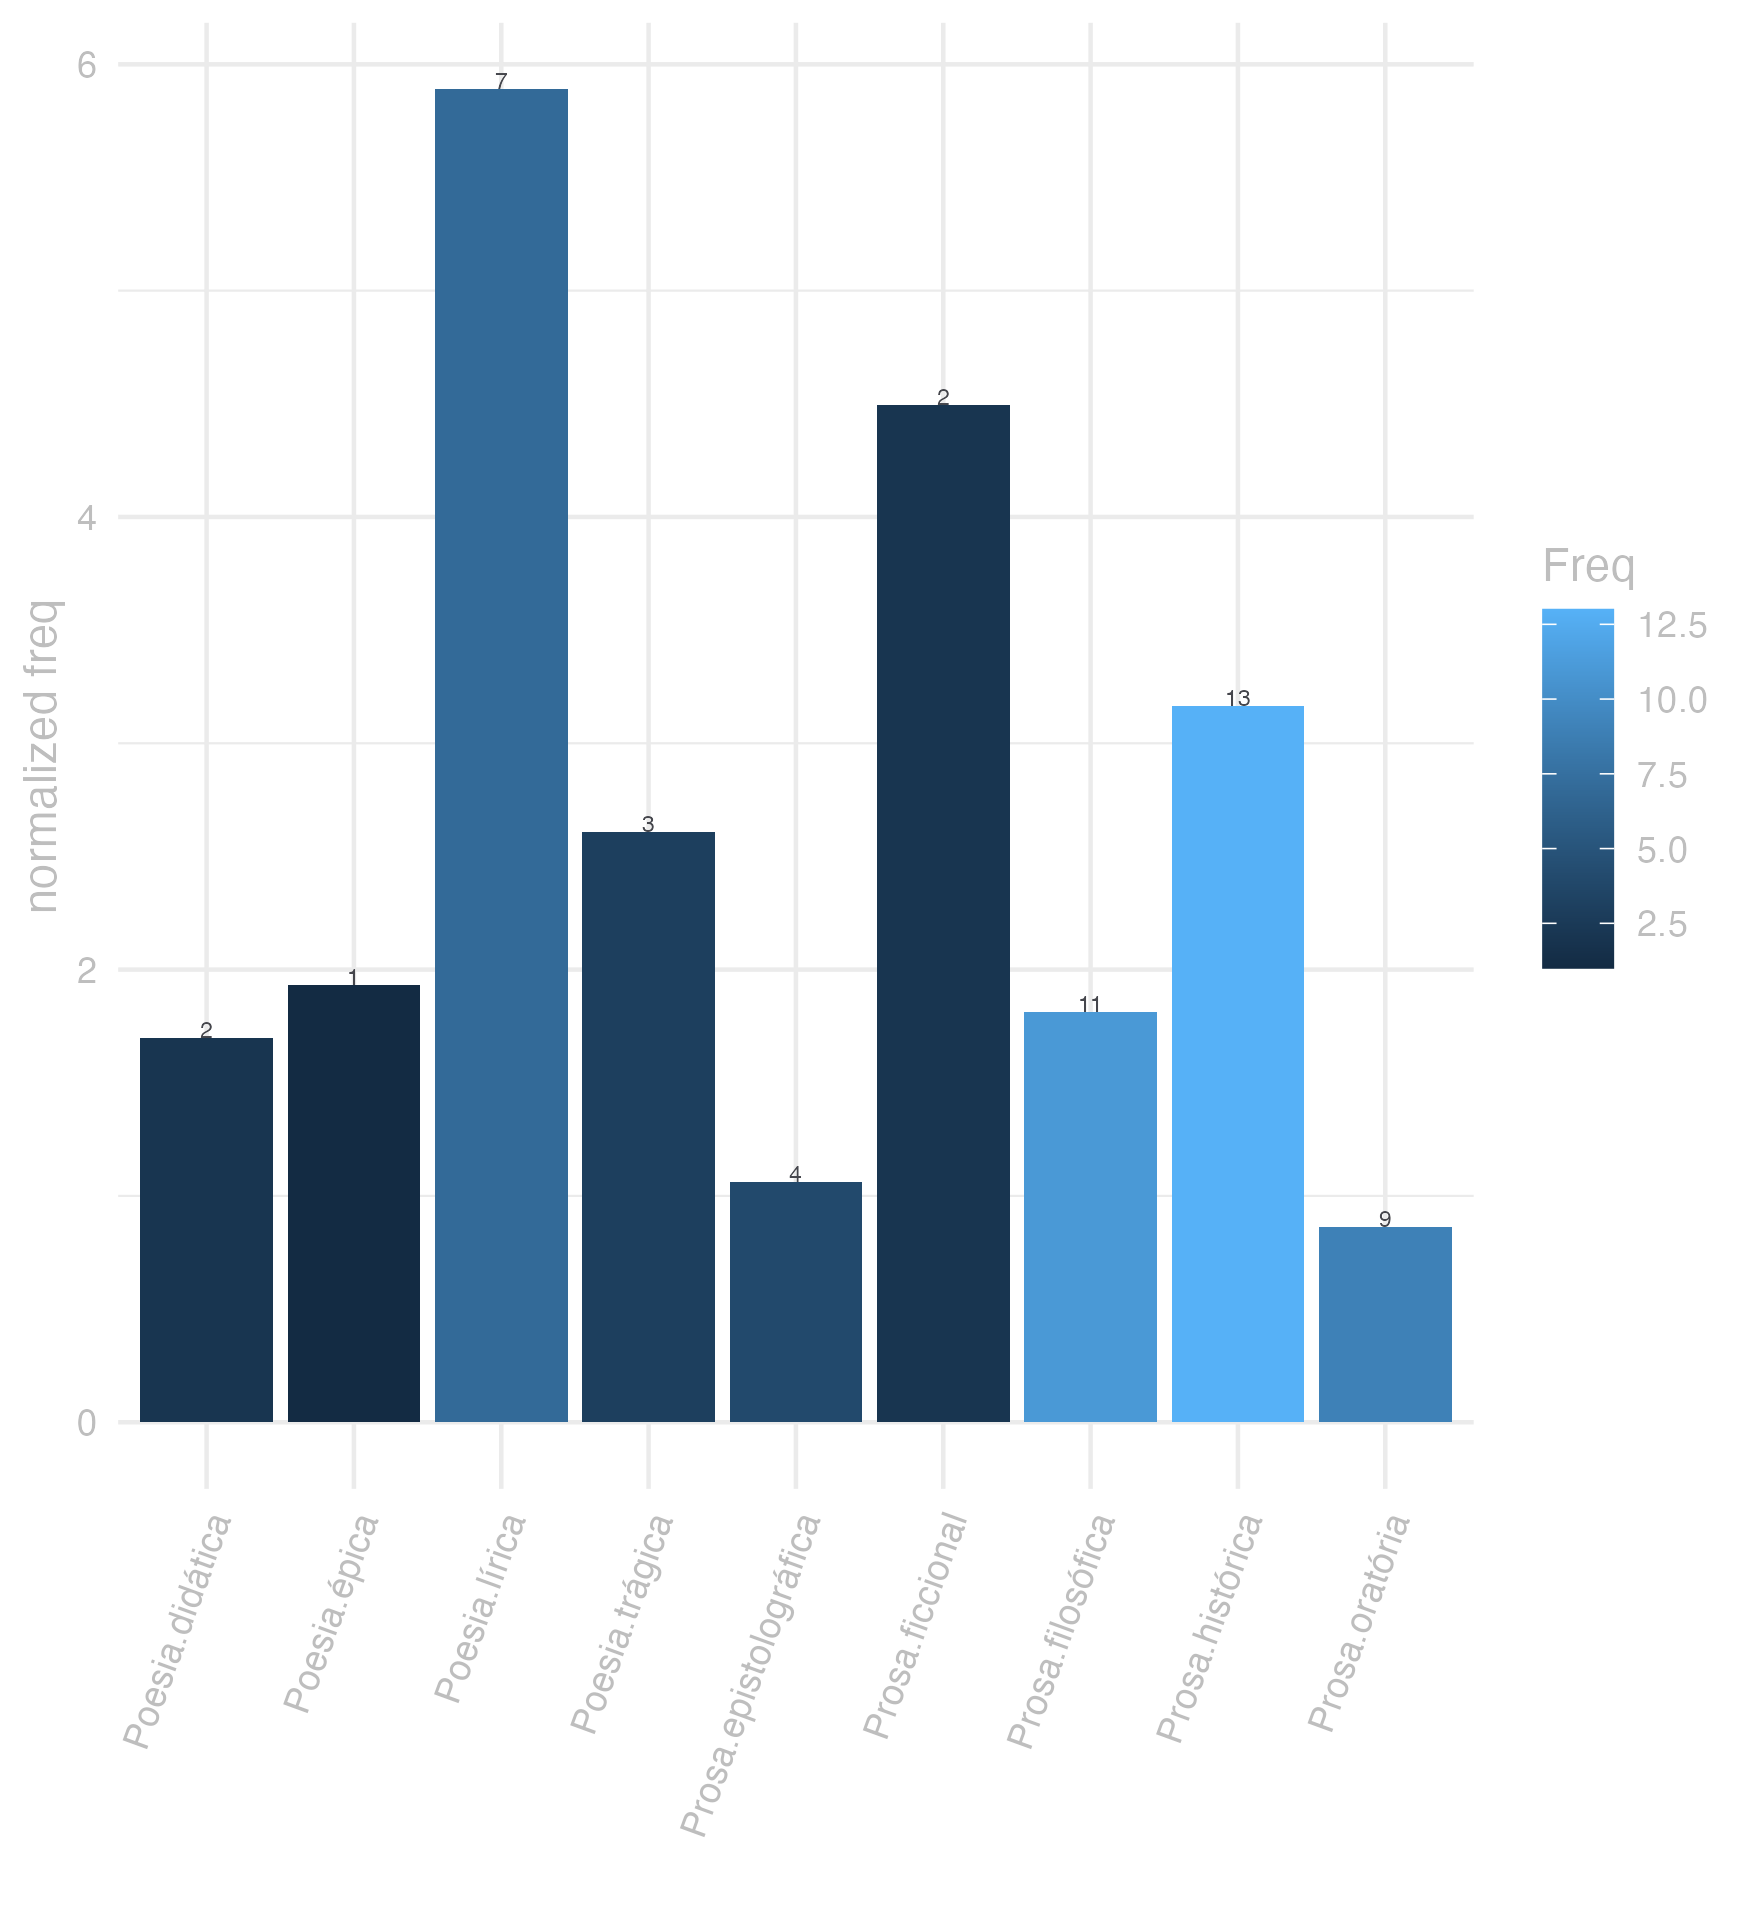 normalized freq
6
4
2
0
2
1
7
3
4
2
11
13
9
Poesia.didática
Poesia.épica
Poesia.lírica
Poesia.trágica
Prosa.epistolográfica
Prosa.ficcional
Prosa.filosófica
Prosa.histórica
Prosa.oratória
Freq
12.5
10.0
7.5
5.0
2.5